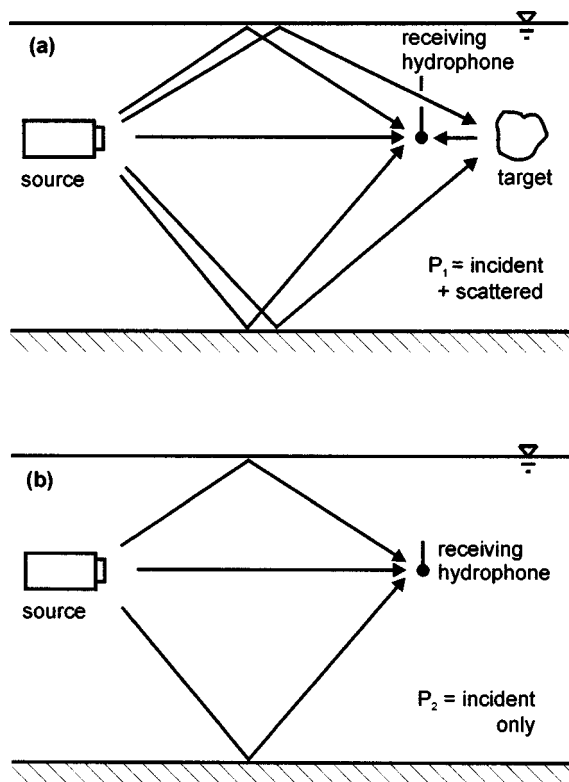 (a)
receiving
hydrophone
source
target
P₁ = incident
+ scattered
(b)
receiving
hydrophone
source
P₂ = incident
only